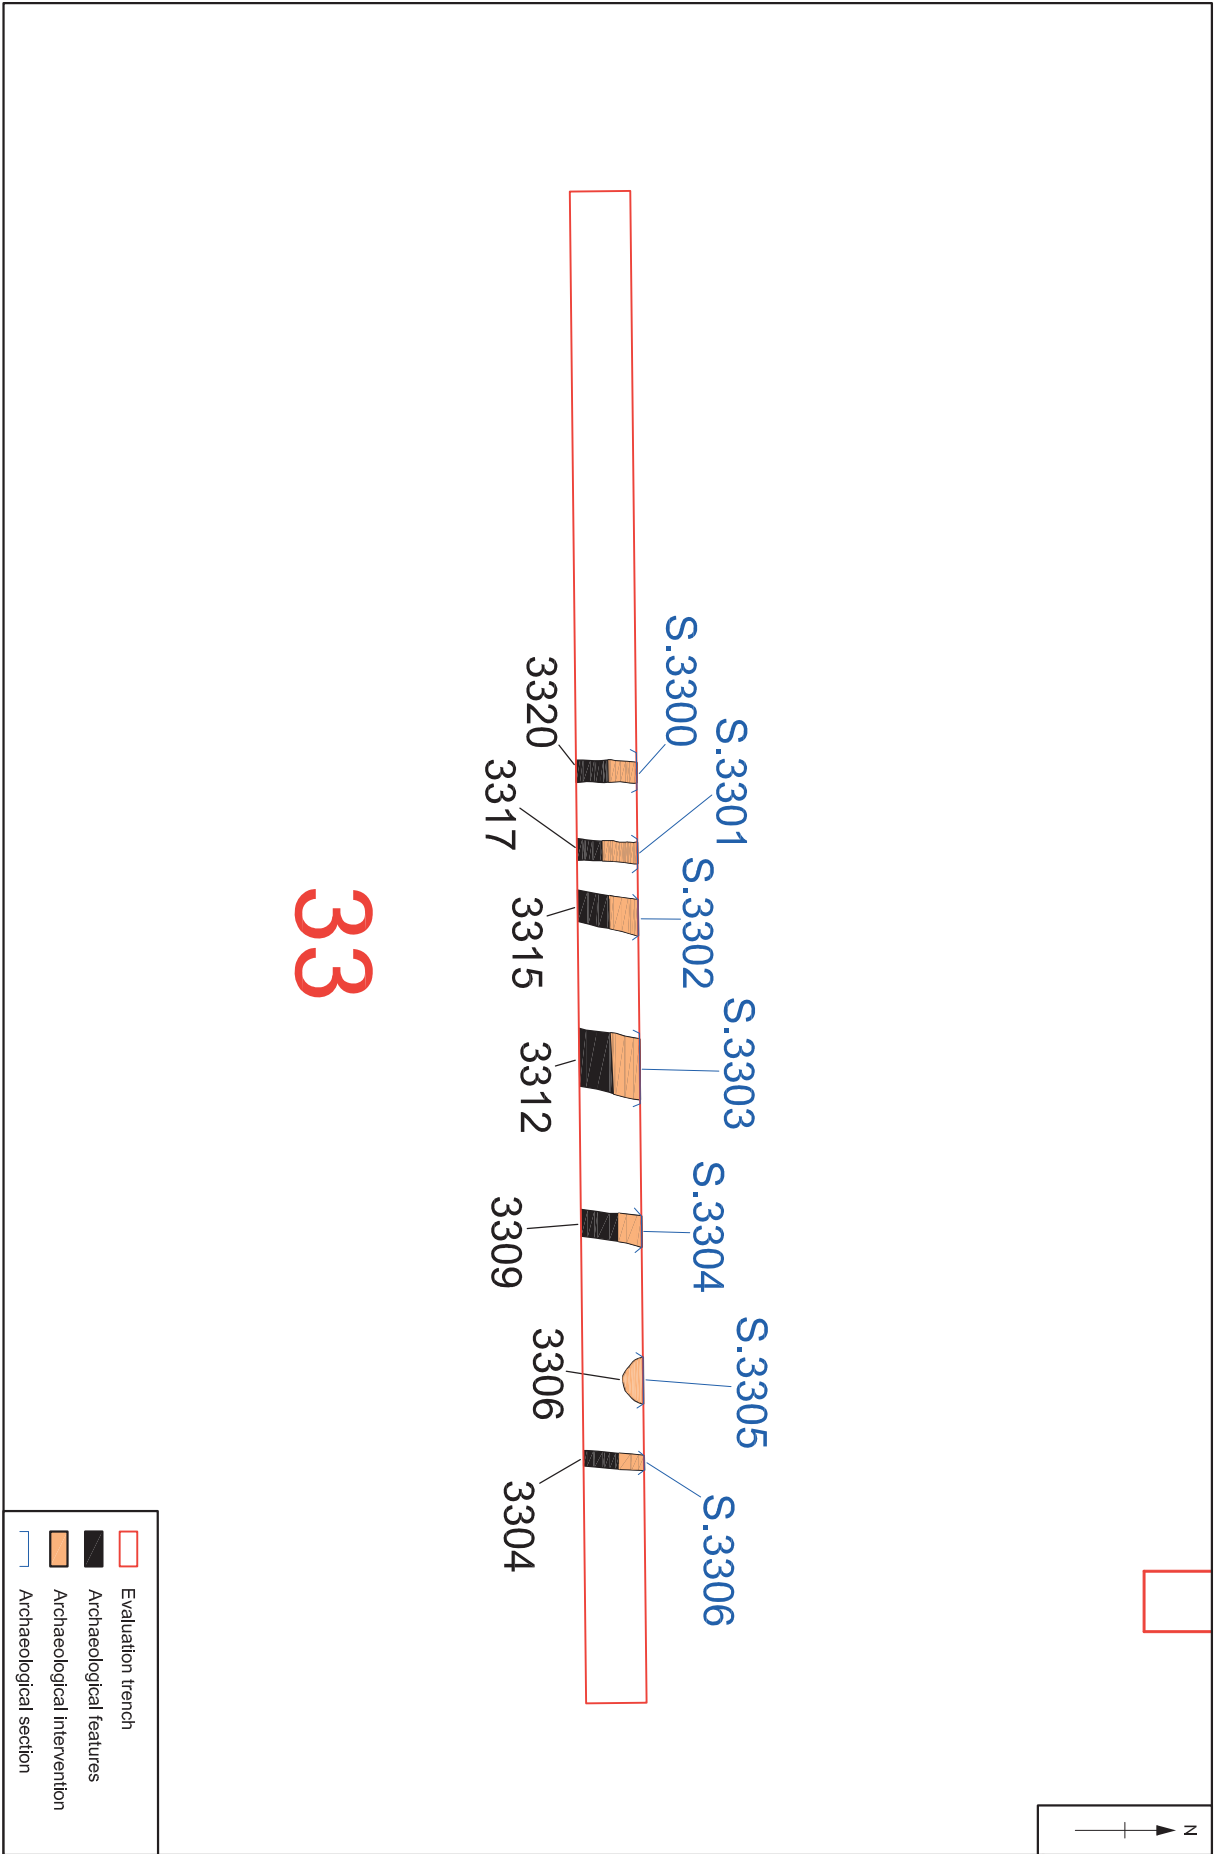 S.3300
S.3301
S.3302
S.3303
S.3304
S.3305
S.3306
3320
3317
3315
3312
3309
3306
3304
33
N
Evaluation trench
Archaeological features
Archaeological intervention
Archaeological section